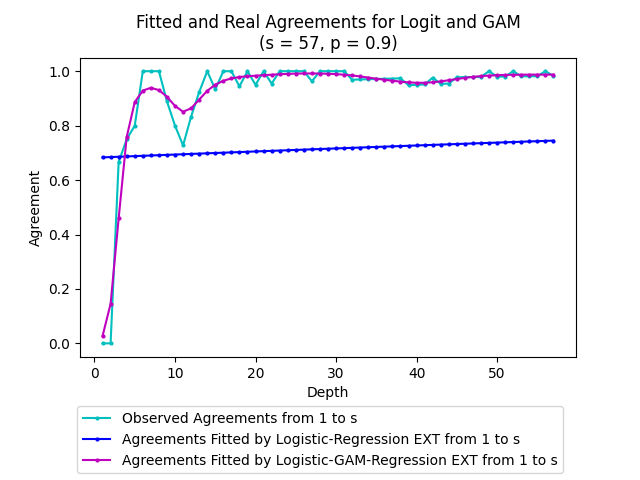 Fitted and Real Agreements for Logit and GAM
(s = 57, p = 0.9)
1.0
0.8
0.6
0.4
0.2
0.0
Agreement
0 10 20 30 40 50
Depth
Observed Agreements from 1 to s
Agreements Fitted by Logistic-Regression EXT from 1 to s
Agreements Fitted by Logistic-GAM-Regression EXT from 1 to s